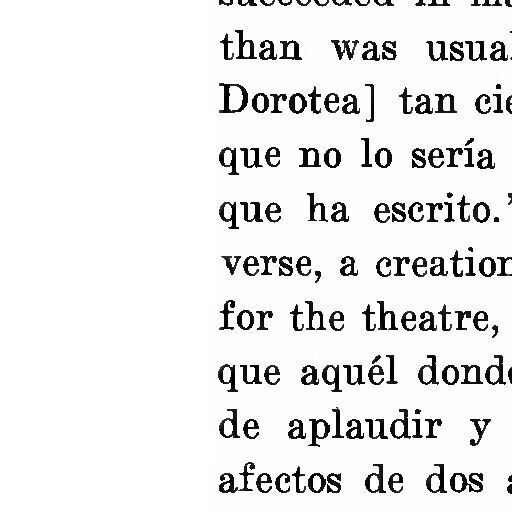 than was usual
Dorotea] tan cie
que no lo sería
que ha escrito.”
verse, a creation
for the theatre,
que aquél donde
de aplaudir y
afectos de dos a